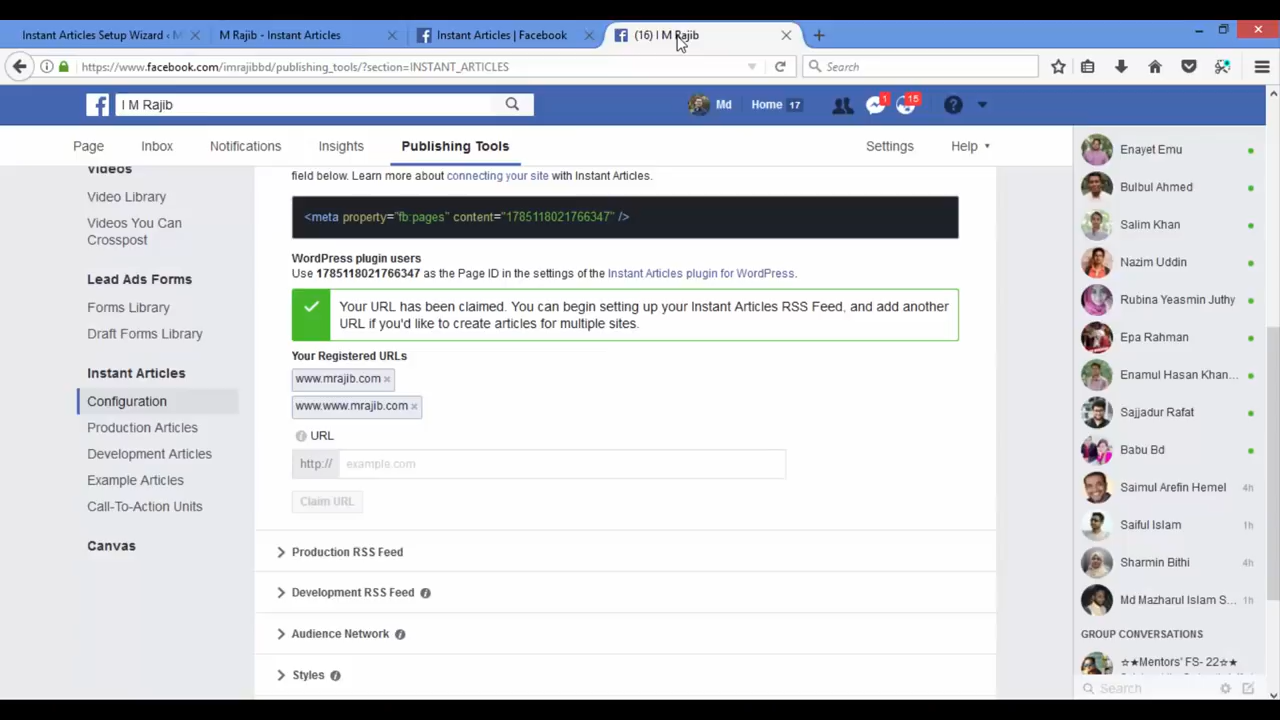 Instant Articles Setup Wizard ‹ M
M Rajib - Instant Articles
Instant Articles | Facebook
(16) I M Rajib
https://www.facebook.com/imrajibbd/publishing_tools/?section=INSTANT_ARTICLES
Search
I M Rajib
Md
Home 17
1
15
Page
Inbox
Notifications
Insights
Publishing Tools
Settings
Help
Videos
Video Library
Videos You Can
Crosspost
Lead Ads Forms
Forms Library
Draft Forms Library
Instant Articles
Configuration
Production Articles
Development Articles
Example Articles
Call-To-Action Units
Canvas
field below. Learn more about connecting your site with Instant Articles.
<meta property="fb:pages" content="1785118021766347" />
WordPress plugin users
Use 1785118021766347 as the Page ID in the settings of the Instant Articles plugin for WordPress.
Your URL has been claimed. You can begin setting up your Instant Articles RSS Feed, and add another
URL if you'd like to create articles for multiple sites.
Your Registered URLs
www.mrajib.com ×
www.www.mrajib.com ×
URL
http:// example.com
Claim URL
Production RSS Feed
Development RSS Feed
Audience Network
Styles
Enayet Emu
Bulbul Ahmed
Salim Khan
Nazim Uddin
Rubina Yeasmin Juthy
Epa Rahman
Enamul Hasan Khan...
Sajjadur Rafat
Babu Bd
Saimul Arefin Hemel 4h
Saiful Islam 1h
Sharmin Bithi 4h
Md Mazharul Islam S... 1h
GROUP CONVERSATIONS
☆★Mentors' FS- 22☆★
Search